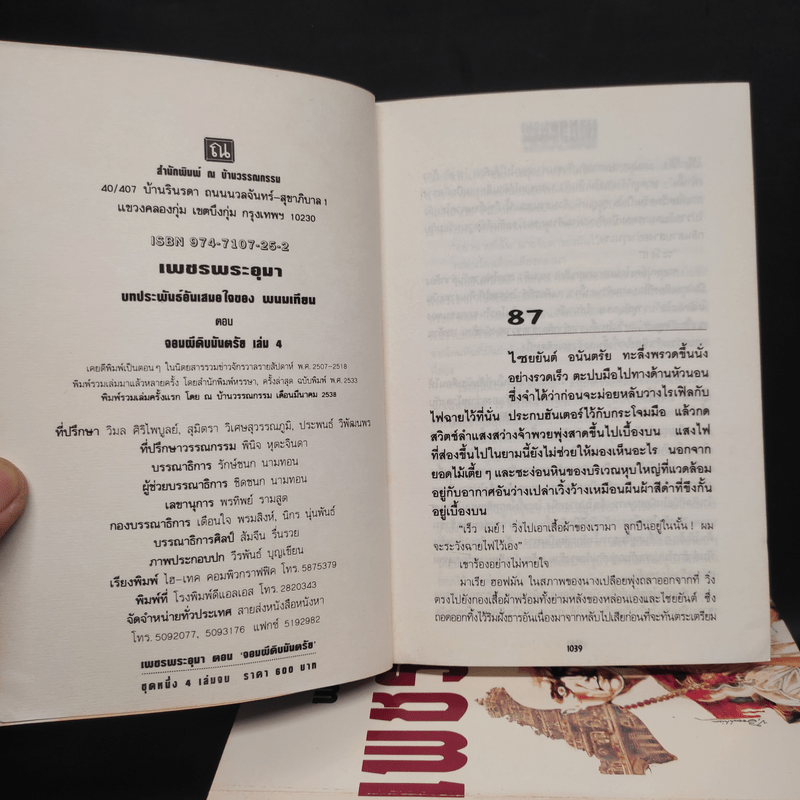 ณ
สำนักพิมพ์ ณ บ้านวรรณกรรม
40/407 บ้านรินรดา ถนนนวลจันทร์-สุขาภิบาล 1
แขวงคลองกุ่ม เขตบึงกุ่ม กรุงเทพฯ 10230
ISBN 974-7107-25-2
เพชรพระอุมา
บทประพันธ์อันเสนอใจของ พนมเทียน
ตอน
จอมผีดิบมันตรัย เล่ม 4
เคยตีพิมพ์เป็นตอนๆ ในนิตยสารรวมข่าวจักรวาลรายสัปดาห์ พ.ศ. 2507-2518
พิมพ์รวมเล่มมาแล้วหลายครั้ง โดยสำนักพิมพ์หรรษา, ครั้งล่าสุด ฉบับพิมพ์ พ.ศ. 2533
พิมพ์รวมเล่มครั้งแรก โดย ณ บ้านวรรณกรรม เดือนมีนาคม 2538
ที่ปรึกษา วิมล ศิริไพบูลย์, สุมิตรา วิเศษสุวรรณภูมิ, ประพนธ์ วิพัฒนพร
ที่ปรึกษาวรรณกรรม พินิจ หุตะจินดา
บรรณาธิการ รักษ์ชนก นามทอน
ผู้ช่วยบรรณาธิการ ชิดชนก นามทอน
เลขานุการ พรทิพย์ รามสูต
กองบรรณาธิการ เตือนใจ พรมสิงห์, นิกร นุ่นพันธ์
บรรณาธิการศิลป์ สัมจีน รื่นรวย
ภาพประกอบปก วีรพันธ์ บุญเชียน
เรียงพิมพ์ ไฮ-เทค คอมพิวกราฟฟิค โทร. 5875379
พิมพ์ที่ โรงพิมพ์ดีแอลเอส โทร. 2820343
จัดจำหน่ายทั่วประเทศ สายส่งหนังสือหนังหา
โทร. 5092077, 5093176 แฟกซ์ 5192982
เพชรพระอุมา ตอน 'จอมผีดิบมันตรัย'
ชุดหนึ่ง 4 เล่มจบ ราคา 600 บาท
87
ไชยยันต์ อนันตรัย ทะลึ่งพรวดขึ้นนั่ง
อย่างรวดเร็ว ตะปบมือไปทางด้านหัวนอน
ซึ่งจำได้ว่าก่อนจะม่อยหลับวางไรเฟิลกับ
ไฟฉายไว้ที่นั่น ประกบฮันเตอร์ไว้กับกระโจมมือ แล้วกด
สวิตช์ลำแสงสว่างจ้าพวยพุ่งสาดขึ้นไปเบื้องบน แสงไฟ
ที่ส่องขึ้นไปในยามนี้ยังไม่ช่วยให้มองเห็นอะไร นอกจาก
ยอดไม้เตี้ยๆ และชะง่อนหินของบริเวณหุบใหญ่ที่แวดล้อม
อยู่กับอากาศอันว่างเปล่าเวิ้งว้างเหมือนผืนผ้าสีดำที่ขึงกั้น
อยู่เบื้องบน
"เร็ว เมย์! วิ่งไปเอาเสื้อผ้าของเรามา ลูกปืนอยู่ในนั้น! ผม
จะระวังฉายไฟไว้เอง"
เขาร้องอย่างไม่หายใจ
มาเรีย ฮอฟมัน ในสภาพของนางเปลือยพุ่งถลาออกจากที่ วิ่ง
ตรงไปยังกองเสื้อผ้าพร้อมทั้งย่ามหลังของหล่อนเองและไชยยันต์ ซึ่ง
ถอดออกทิ้งไว้ริมฝั่งธารอันเนื่องมาจากหลับไปเสียก่อนที่จะทันตระเตรียม
1039
เพชร